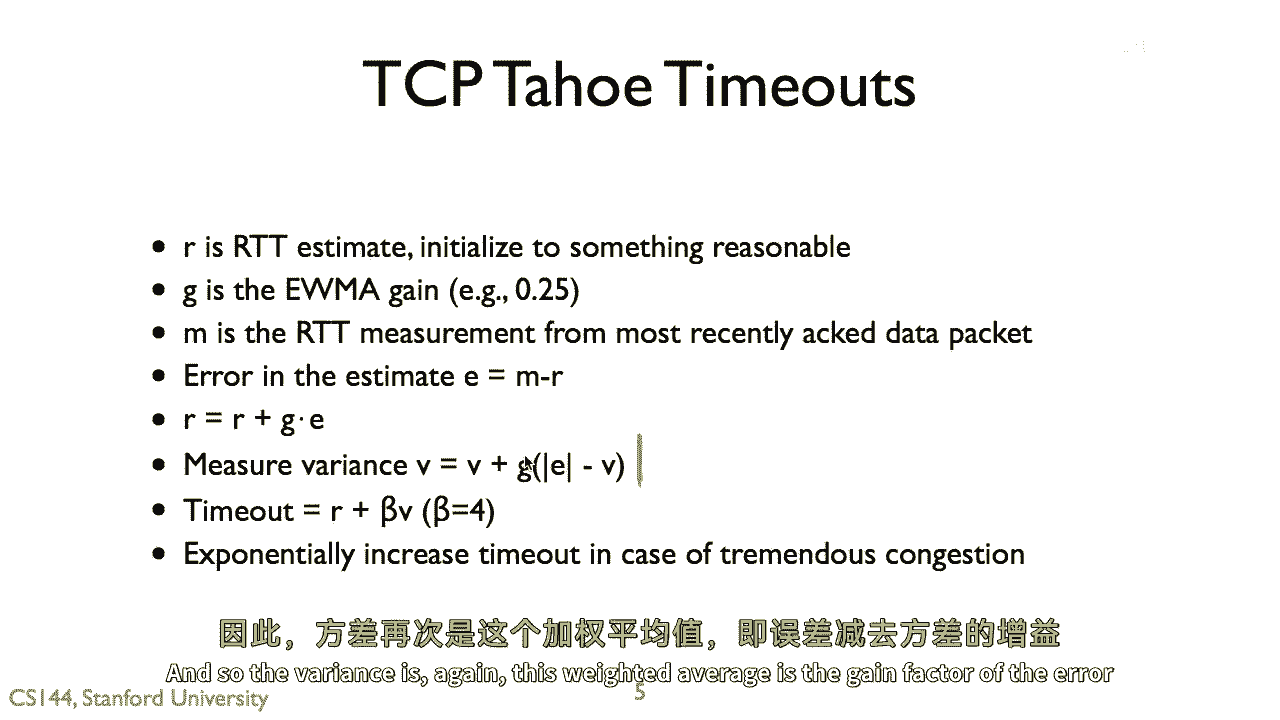 TCP Tahoe Timeouts
• r is RTT estimate, initialize to something reasonable
• g is the EWMA gain (e.g., 0.25)
• m is the RTT measurement from most recently acked data packet
• Error in the estimate e = m-r
• r = r + g·e
• Measure variance v = v + g(|e| - v)
• Timeout = r + βv (β=4)
• Exponentially increase timeout in case of tremendous congestion
因此，方差再次是这个加权平均值，即误差减去方差的增益
And so the variance is, again, this weighted average is the gain factor of the error
CS144, Stanford University
5